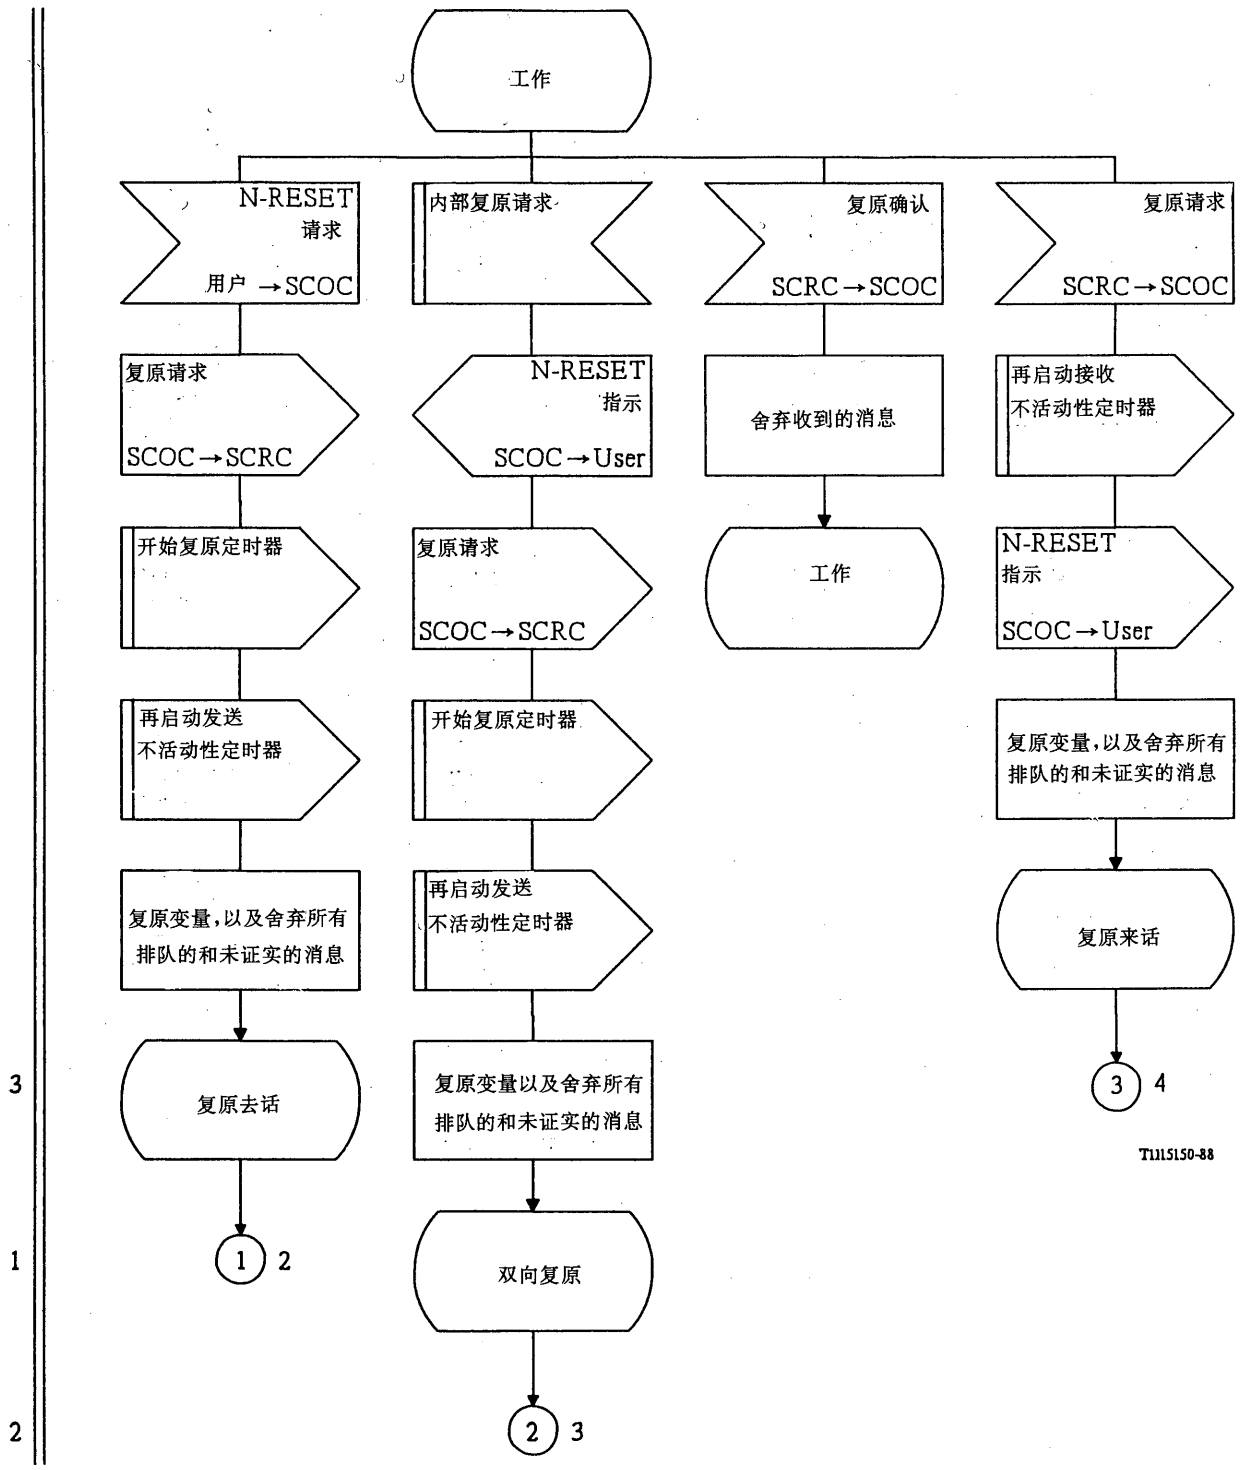 工作
N-RESET
请求
用户 → SCOC
内部复原请求
复原确认
SCRC → SCOC
复原请求
SCRC → SCOC
复原请求
SCOC → SCRC
N-RESET
指示
SCOC → User
舍弃收到的消息
再启动接收
不活动性定时器
开始复原定时器
复原请求
SCOC → SCRC
工作
N-RESET
指示
SCOC → User
再启动发送
不活动性定时器
开始复原定时器
复原变量，以及舍弃所有
排队的和未证实的消息
复原变量，以及舍弃所有
排队的和未证实的消息
再启动发送
不活动性定时器
复原来话
3
复原去话
复原变量以及舍弃所有
排队的和未证实的消息
3 4
T1115150-88
1
1 2
双向复原
2
2 3